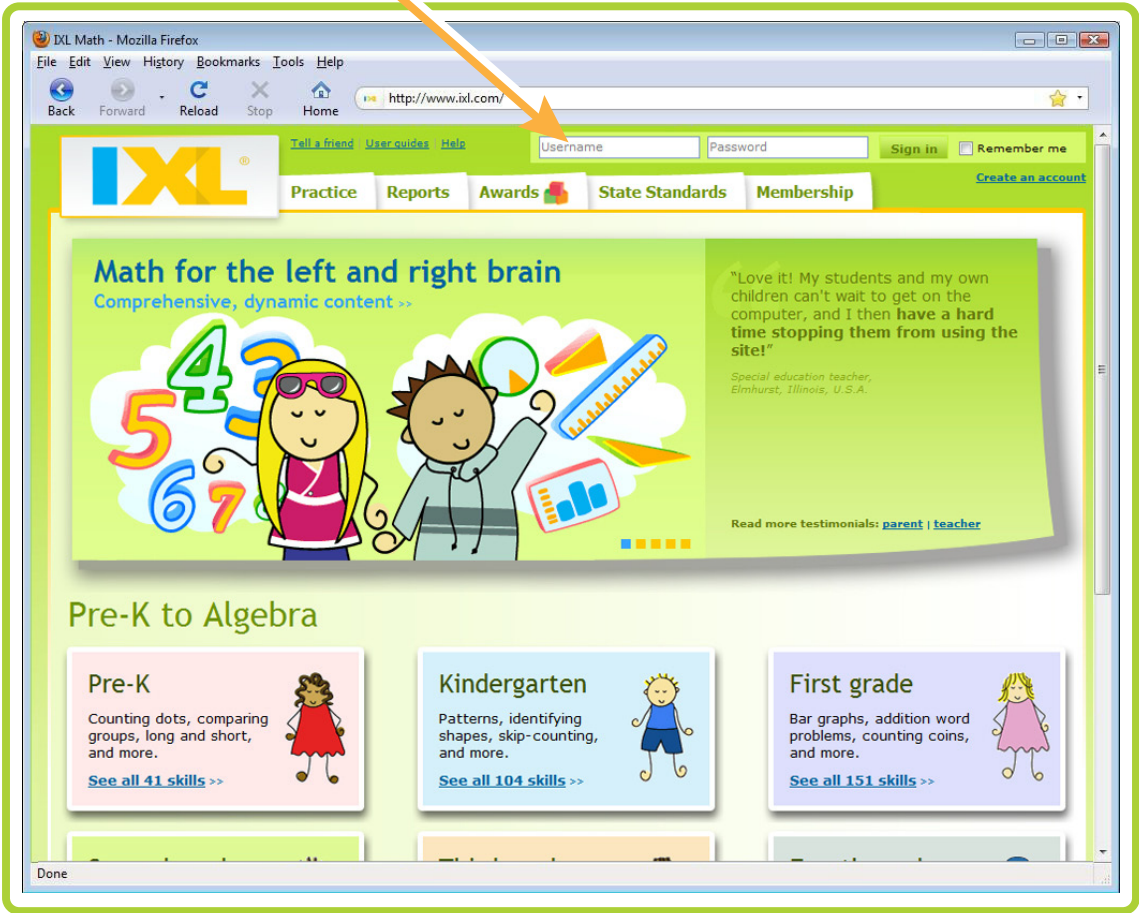 IXL Math - Mozilla Firefox
File Edit View History Bookmarks Tools Help
Back Forward Reload Stop Home http://www.ixl.com/
Tell a friend | User guides | Help
Username Password Sign in Remember me
Create an account
IXL ®
Practice Reports Awards State Standards Membership
Math for the left and right brain
Comprehensive, dynamic content >>
4 3
5
6 7 8
"Love it! My students and my own
children can't wait to get on the
computer, and I then have a hard
time stopping them from using the
site!"
Special education teacher,
Elmhurst, Illinois, U.S.A.
Read more testimonials: parent | teacher
Pre-K to Algebra
Pre-K
Counting dots, comparing
groups, long and short,
and more.
See all 41 skills >>
Kindergarten
Patterns, identifying
shapes, skip-counting,
and more.
See all 104 skills >>
First grade
Bar graphs, addition word
problems, counting coins,
and more.
See all 151 skills >>
Done